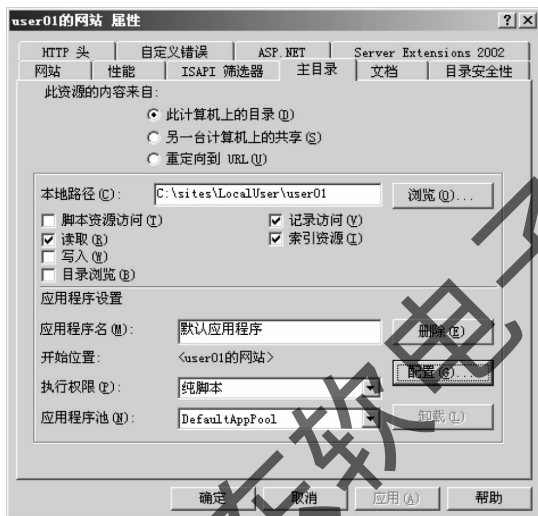 user01的网站 属性
HTTP 头 自定义错误 ASP.NET Server Extensions 2002
网站 性能 ISAPI 筛选器 主目录 文档 目录安全性
此资源的内容来自:
此计算机上的目录(D)
另一台计算机上的共享(S)
重定向到 URL(U)
本地路径(C): C:\sites\LocalUser\user01 浏览(O)...
脚本资源访问(T) 记录访问(V)
读取(R) 索引资源(I)
写入(W)
目录浏览(B)
应用程序设置
应用程序名(M): 默认应用程序 删除(E)
开始位置: <user01的网站>
配置(G)...
执行权限(P): 纯脚本
应用程序池(N): DefaultAppPool 卸载(L)
确定 取消 应用(A) 帮助
软电